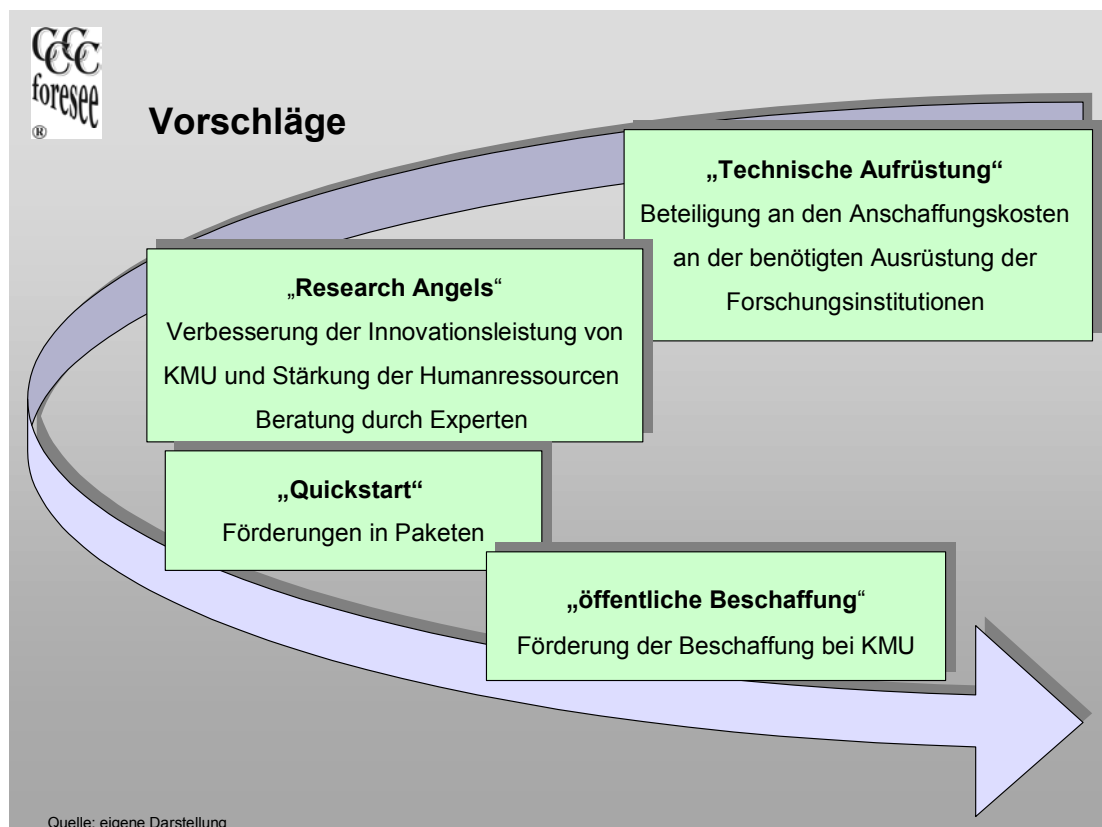 CCCC
foresee
®
Vorschläge
„Technische Aufrüstung“
Beteiligung an den Anschaffungskosten
an der benötigten Ausrüstung der
Forschungsinstitutionen
„Research Angels“
Verbesserung der Innovationsleistung von
KMU und Stärkung der Humanressourcen
Beratung durch Experten
„Quickstart“
Förderungen in Paketen
„öffentliche Beschaffung“
Förderung der Beschaffung bei KMU
Quelle: eigene Darstellung